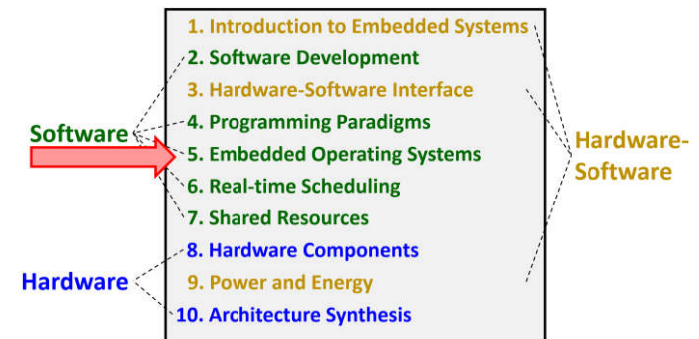 1. Introduction to Embedded Systems
2. Software Development
3. Hardware-Software Interface
4. Programming Paradigms
5. Embedded Operating Systems
6. Real-time Scheduling
7. Shared Resources
8. Hardware Components
9. Power and Energy
10. Architecture Synthesis
Software
Hardware
Hardware-
Software